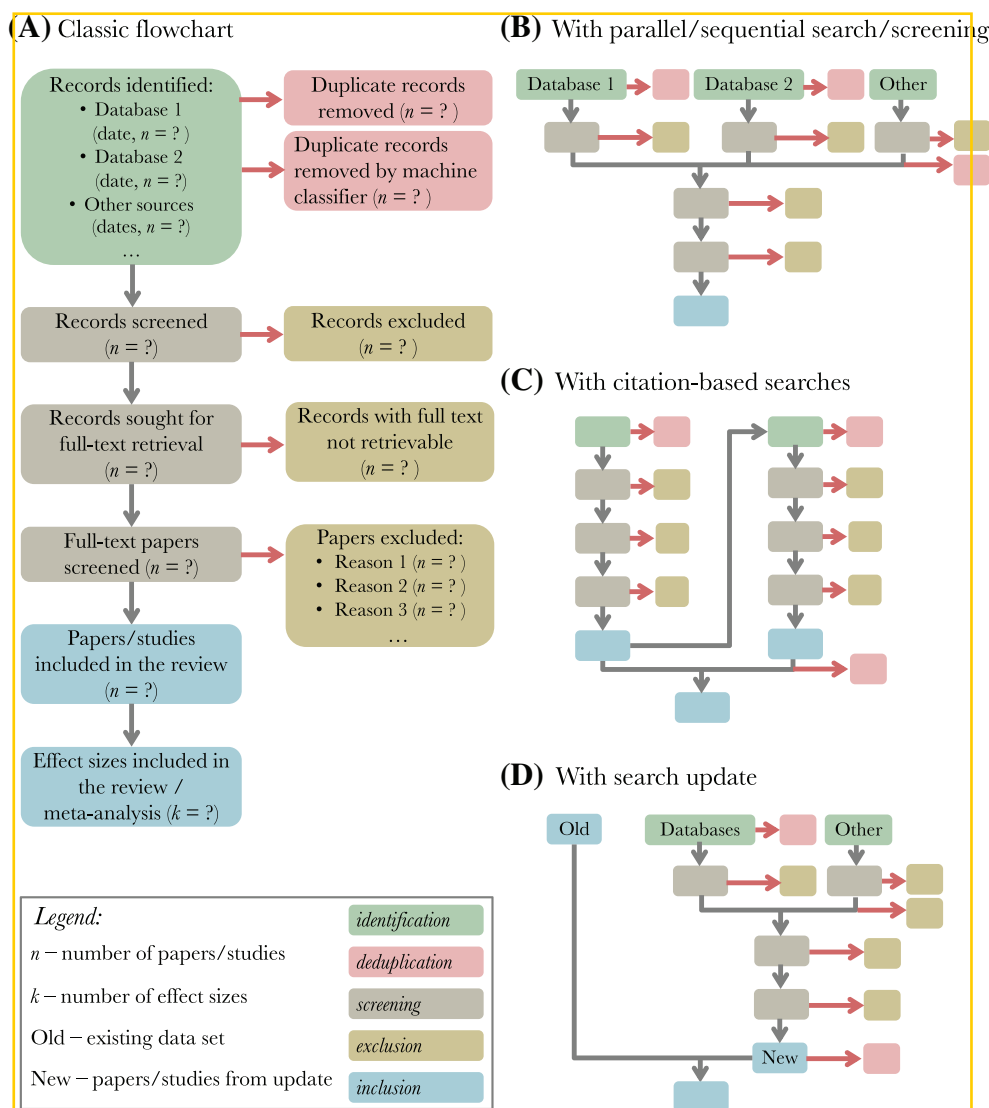 (A) Classic flowchart
Records identified:
• Database 1
(date, n = ? )
• Database 2
(date, n = ?)
• Other sources
(dates, n = ?)
…
Duplicate records
removed (n = ? )
Duplicate records
removed by machine
classifier (n = ? )
Records screened
(n = ?)
Records excluded
(n = ? )
Records sought for
full-text retrieval
(n = ?)
Records with full text
not retrievable
(n = ? )
Full-text papers
screened (n = ?)
Papers excluded:
• Reason 1 (n = ? )
• Reason 2 (n = ? )
• Reason 3 (n = ? )
…
Papers/studies
included in the review
(n = ?)
Effect sizes included in
the review /
meta-analysis (k = ?)
Legend:
n – number of papers/studies
k – number of effect sizes
Old – existing data set
New – papers/studies from update
identification
deduplication
screening
exclusion
inclusion
(B) With parallel/sequential search/screening
Database 1
Database 2
Other
(C) With citation-based searches
(D) With search update
Old
Databases
Other
New